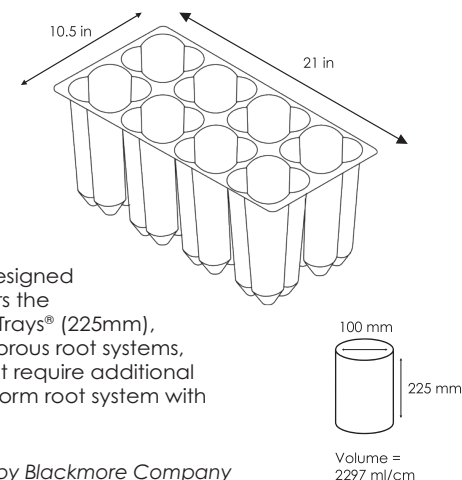 10.5 in
21 in
esigned
rs the
Trays® (225mm),
orous root systems,
t require additional
orm root system with
100 mm
225 mm
by Blackmore Company
Volume =
2297 ml/cm